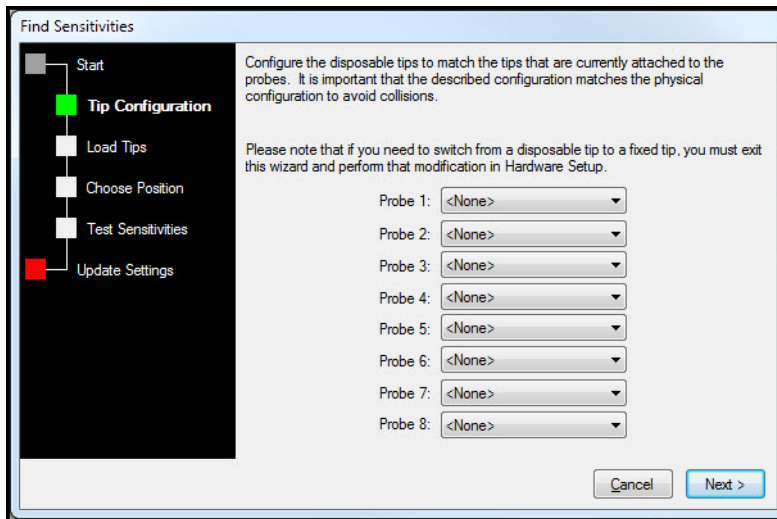 Find Sensitivities
Start
Tip Configuration
Load Tips
Choose Position
Test Sensitivities
Update Settings
Configure the disposable tips to match the tips that are currently attached to the
probes.  It is important that the described configuration matches the physical
configuration to avoid collisions.
Please note that if you need to switch from a disposable tip to a fixed tip, you must exit
this wizard and perform that modification in Hardware Setup.
Probe 1: <None>
Probe 2: <None>
Probe 3: <None>
Probe 4: <None>
Probe 5: <None>
Probe 6: <None>
Probe 7: <None>
Probe 8: <None>
Cancel Next >